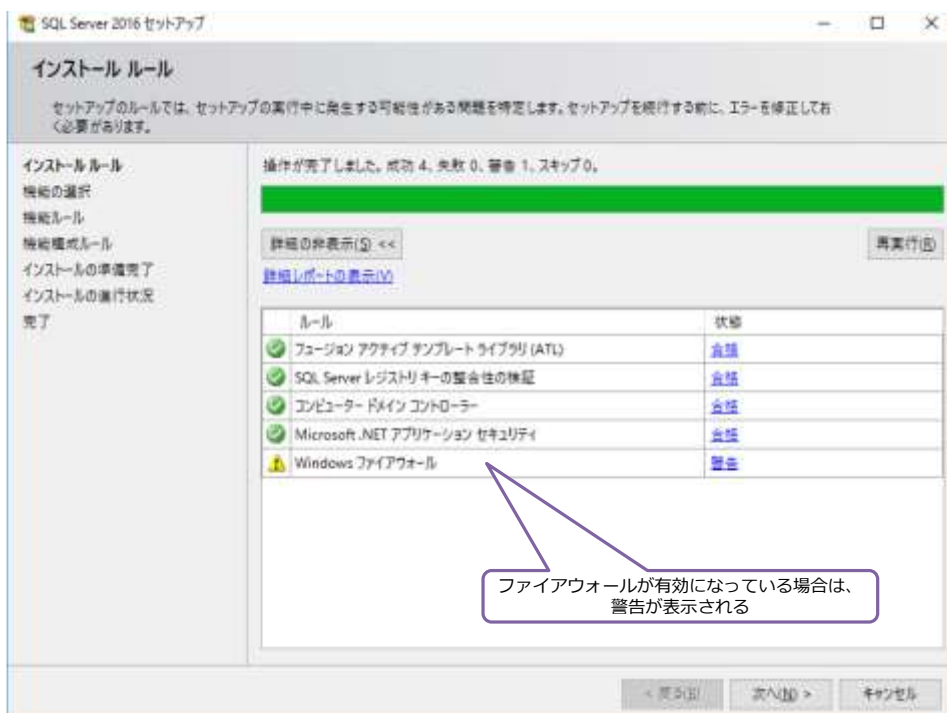 SQL Server 2016 セットアップ
インストール ルール
セットアップのルールでは、セットアップの実行中に発生する可能性がある問題を特定します。セットアップを続行する前に、エラーを修正してお
く必要があります。
インストール ルール
機能の選択
機能ルール
機能構成ルール
インストールの準備完了
インストールの進行状況
完了
操作が完了しました。成功 4、失敗 0、警告 1、スキップ 0。
詳細の非表示(S) <<
再実行(R)
詳細レポートの表示(V)
ルール 状態
フュージョン アクティブ テンプレート ライブラリ (ATL) 合格
SQL Server レジストリ キーの整合性の検証 合格
コンピューター ドメイン コントローラー 合格
Microsoft .NET アプリケーション セキュリティ 合格
Windows ファイアウォール 警告
ファイアウォールが有効になっている場合は、
警告が表示される
< 戻る(B) 次へ(N) > キャンセル